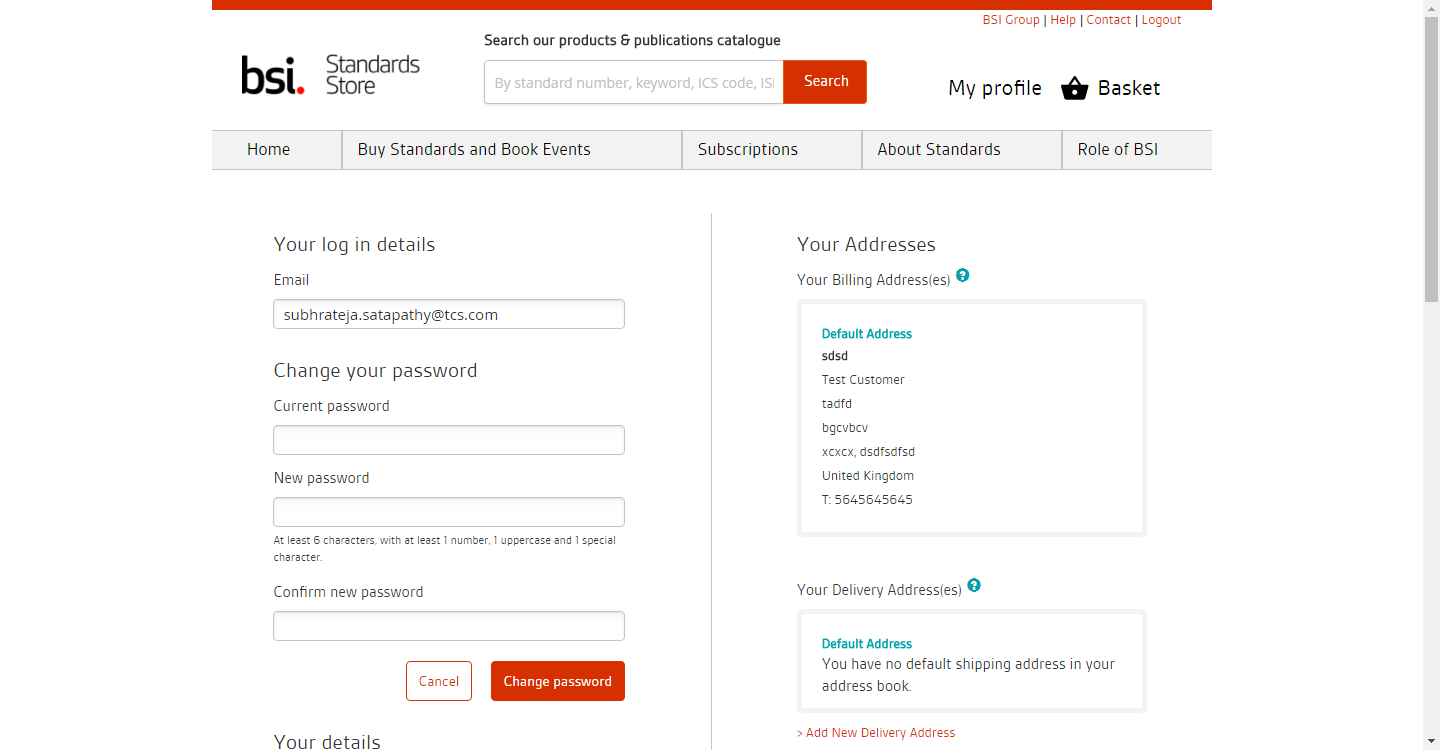 BSI Group | Help | Contact | Logout
Search our products & publications catalogue
bsi. Standards
Store
By standard number, keyword, ICS code, ISI
Search
My profile
Basket
Home
Buy Standards and Book Events
Subscriptions
About Standards
Role of BSI
Your log in details
Email
subhrateja.satapathy@tcs.com
Change your password
Current password
New password
At least 6 characters, with at least 1 number, 1 uppercase and 1 special
character.
Confirm new password
Cancel
Change password
Your details
Your Addresses
Your Billing Address(es) ?
Default Address
sdsd
Test Customer
tadfd
bgcvbcv
xcxcx, dsdfsdfsd
United Kingdom
T: 5645645645
Your Delivery Address(es) ?
Default Address
You have no default shipping address in your
address book.
> Add New Delivery Address